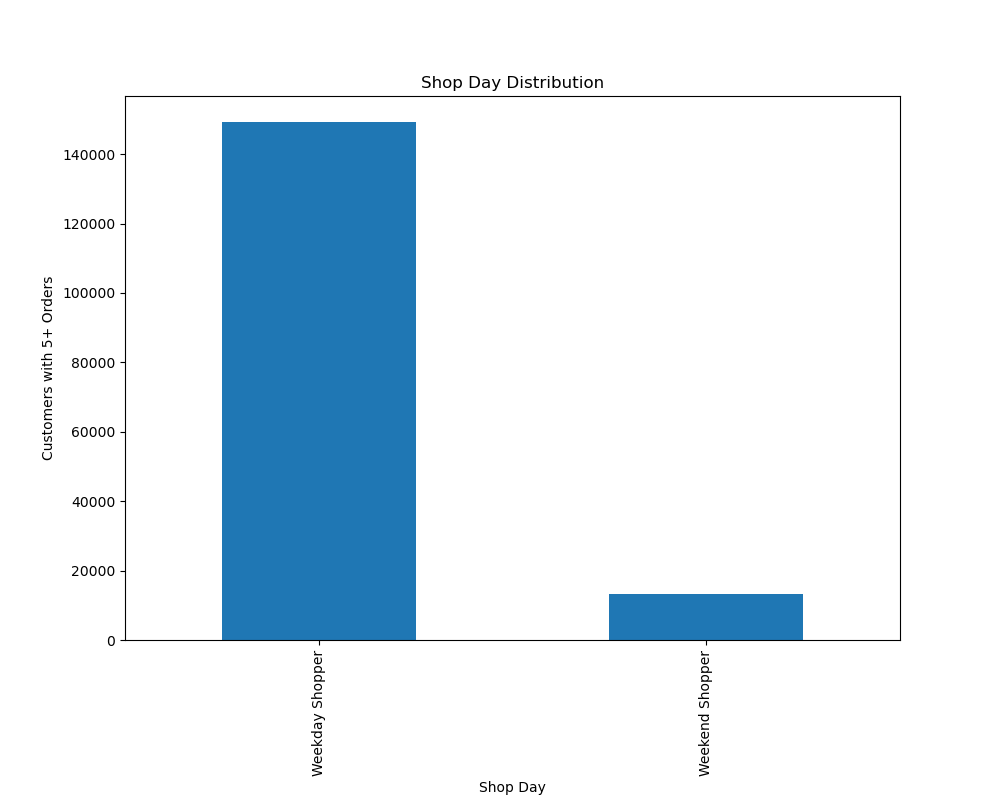 Shop Day Distribution
Customers with 5+ Orders
140000
120000
100000
80000
60000
40000
20000
0
Weekday Shopper
Weekend Shopper
Shop Day